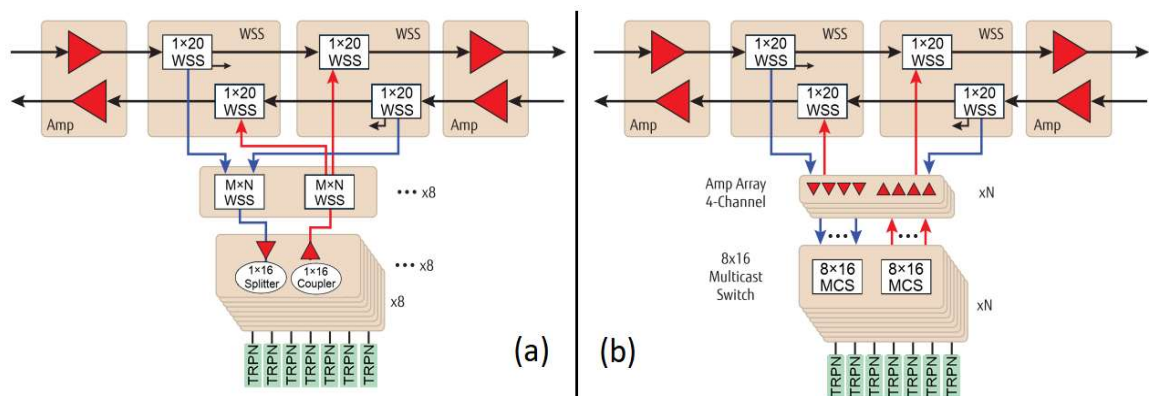 1×20
WSS
WSS
1×20
WSS
WSS
1×20
WSS
1×20
WSS
Amp
Amp
M×N
WSS
M×N
WSS
••• x8
1×16
Splitter
1×16
Coupler
••• x8
x8
TRPN
TRPN
TRPN
TRPN
TRPN
TRPN
TRPN
(a)
1×20
WSS
WSS
1×20
WSS
WSS
1×20
WSS
1×20
WSS
Amp
Amp
Amp Array
4-Channel
xN
•••
•••
8x16
Multicast
Switch
8×16
MCS
8×16
MCS
xN
TRPN
TRPN
TRPN
TRPN
TRPN
TRPN
TRPN
(b)